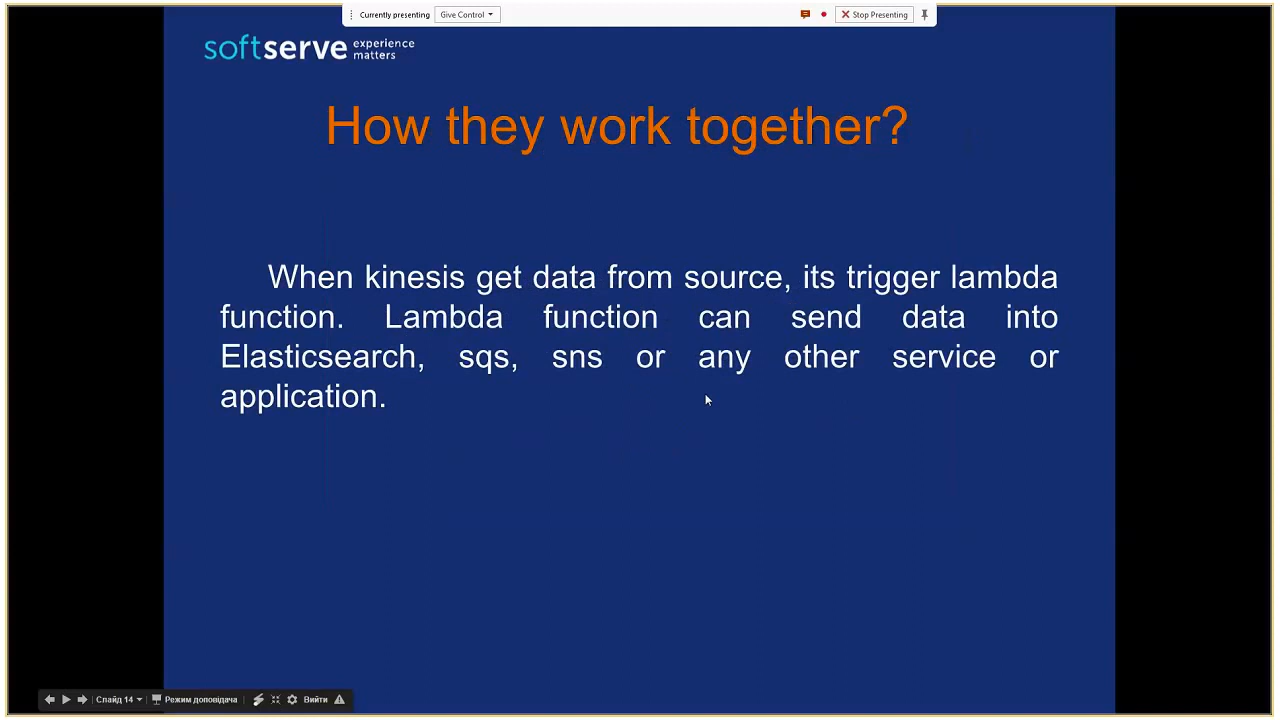 Currently presenting Give Control Stop Presenting
softserve experience matters
How they work together?
When kinesis get data from source, its trigger lambda
function. Lambda function can send data into
Elasticsearch, sqs, sns or any other service or
application.
Слайд 14 Режим доповідача Вийти